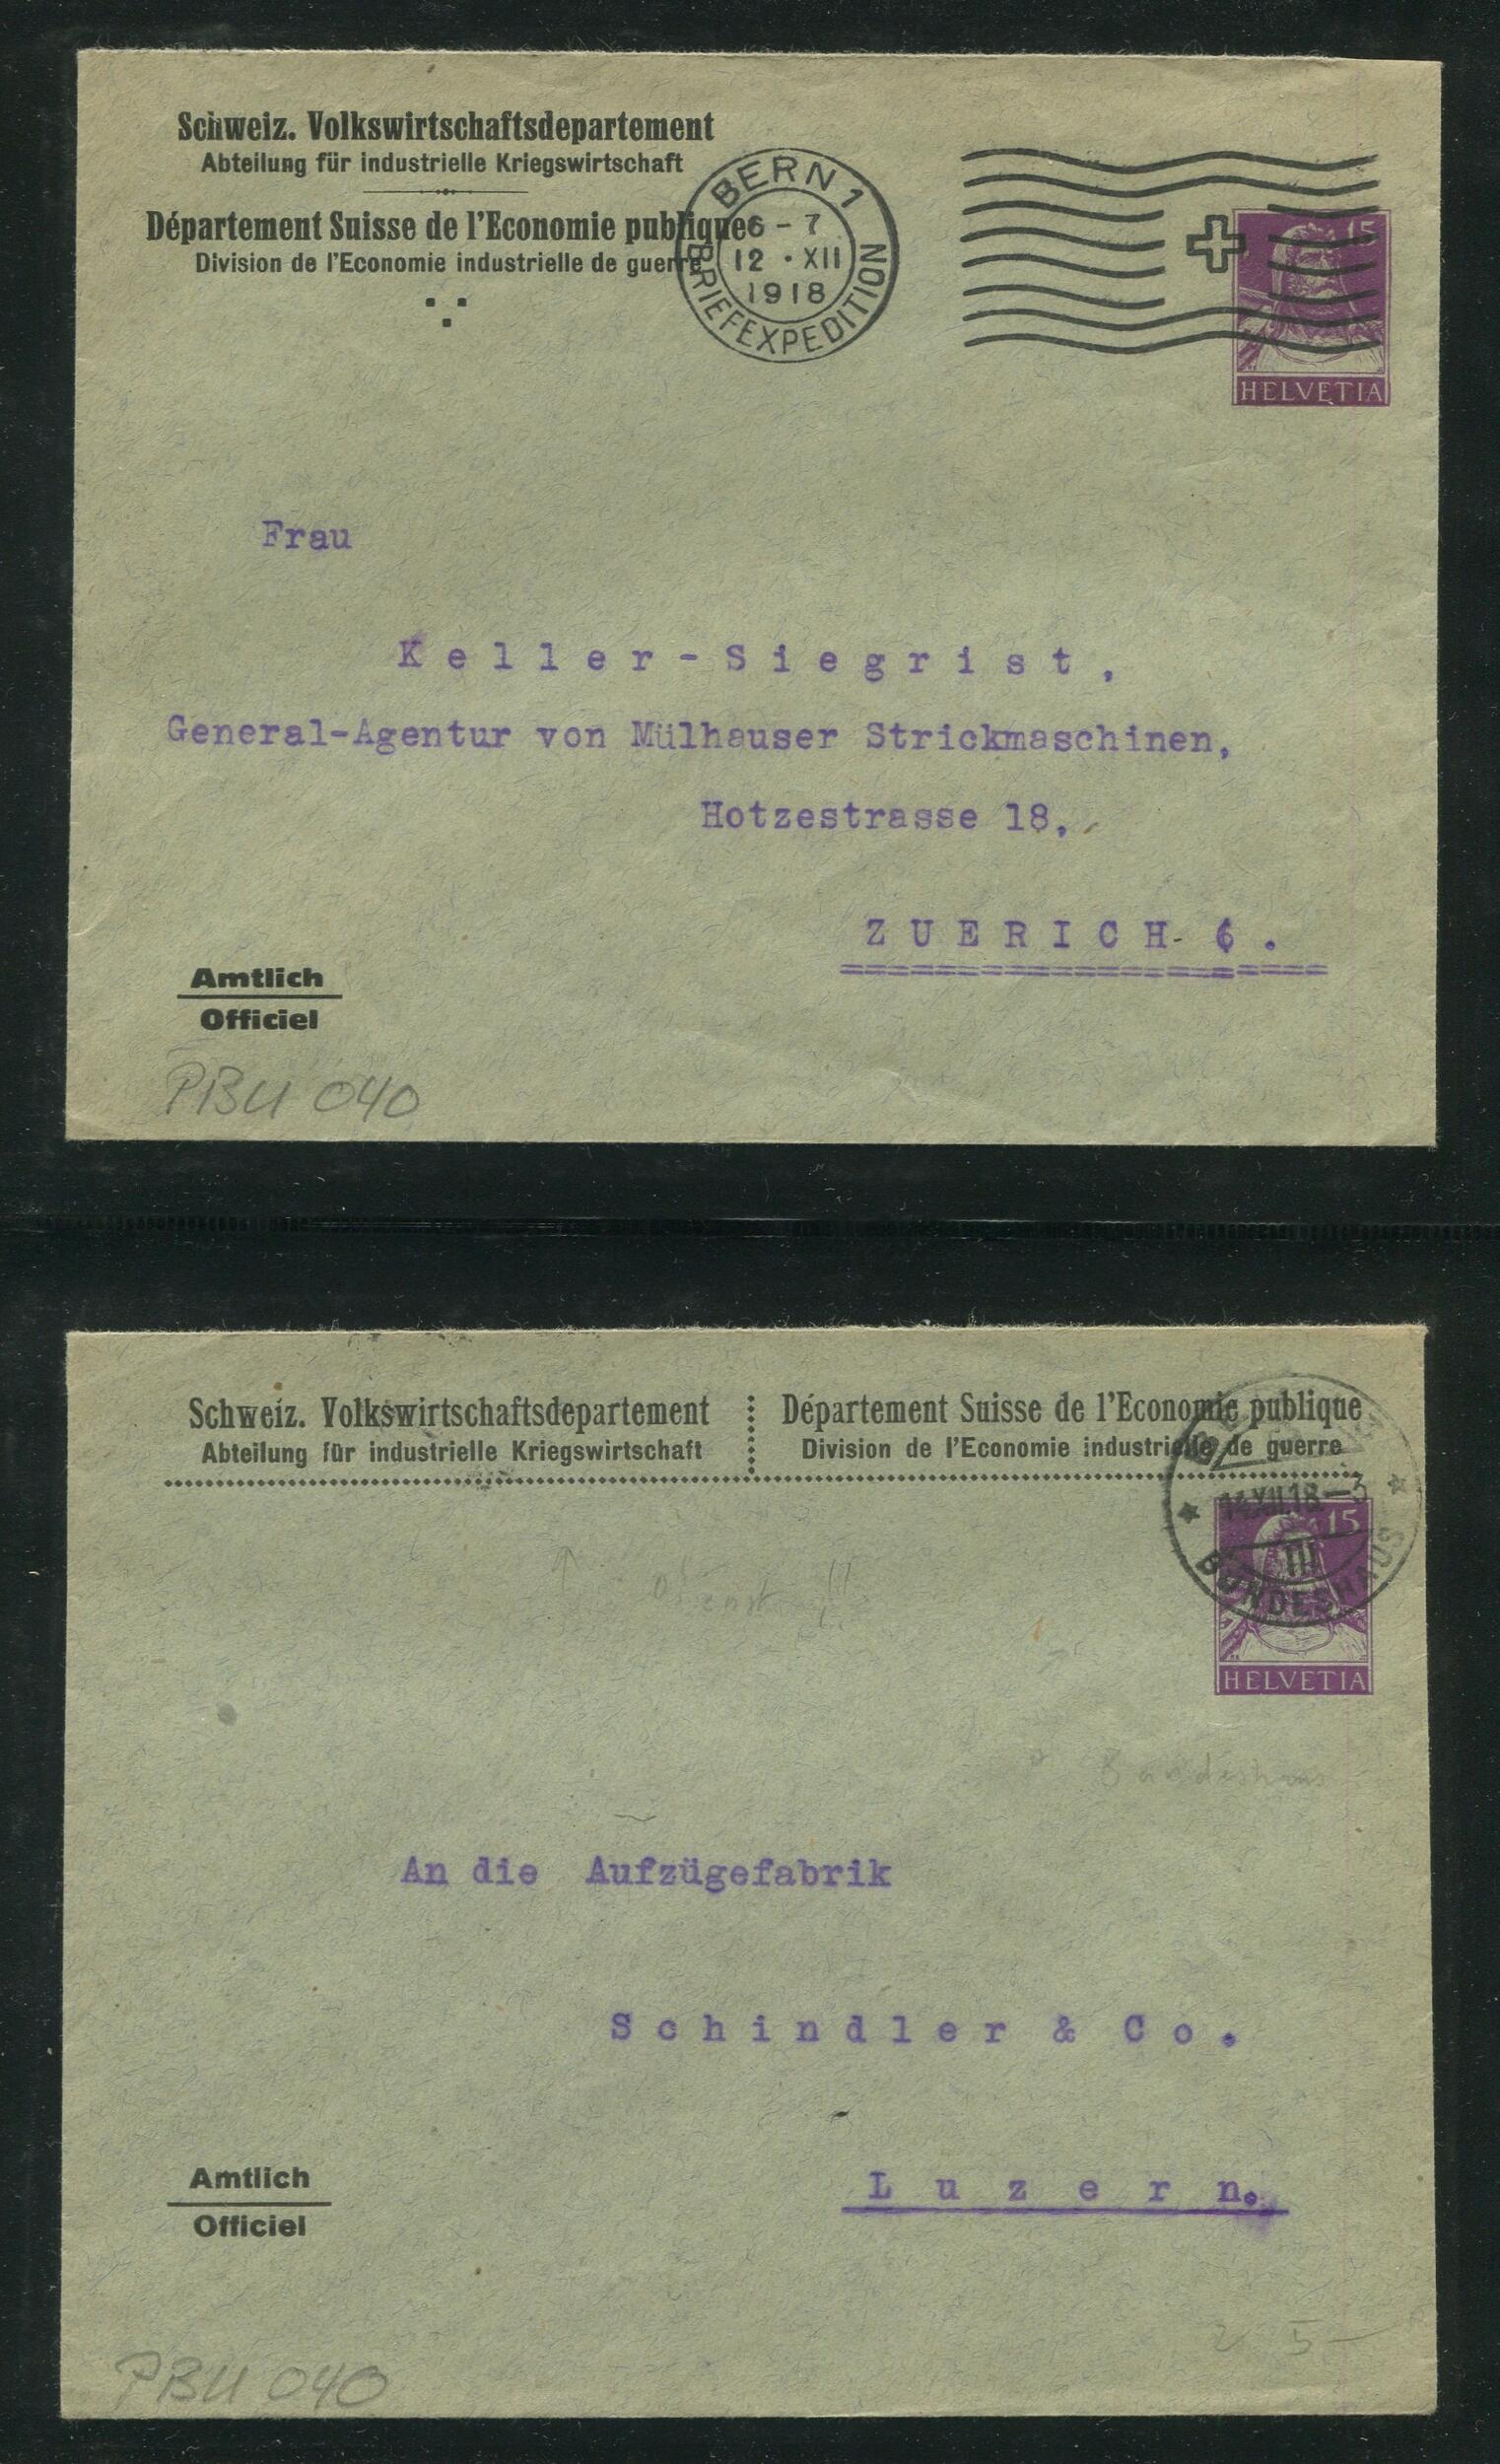 Schweiz. Volkswirtschaftsdepartement
Abteilung für industrielle Kriegswirtschaft
Département Suisse de l'Economie publique
Division de l'Economie industrielle de guerre
BERN 1
6-7
12 · XII
1918
BRIEFEXPEDITION
15
HELVETIA
Frau
Keller-Siegrist,
General-Agentur von Mülhauser Strickmaschinen,
Hotzestrasse 18,
ZUERICH 6.
Amtlich
Officiel
PBU 040
Schweiz. Volkswirtschaftsdepartement
Abteilung für industrielle Kriegswirtschaft
Département Suisse de l'Economie publique
Division de l'Economie industrielle de guerre
14.XII.18-3
III
BUNDESHAUS
15
HELVETIA
Bundeshaus
An die Aufzügefabrik
Schindler & Co.
Luzern.
Amtlich
Officiel
PBU 040